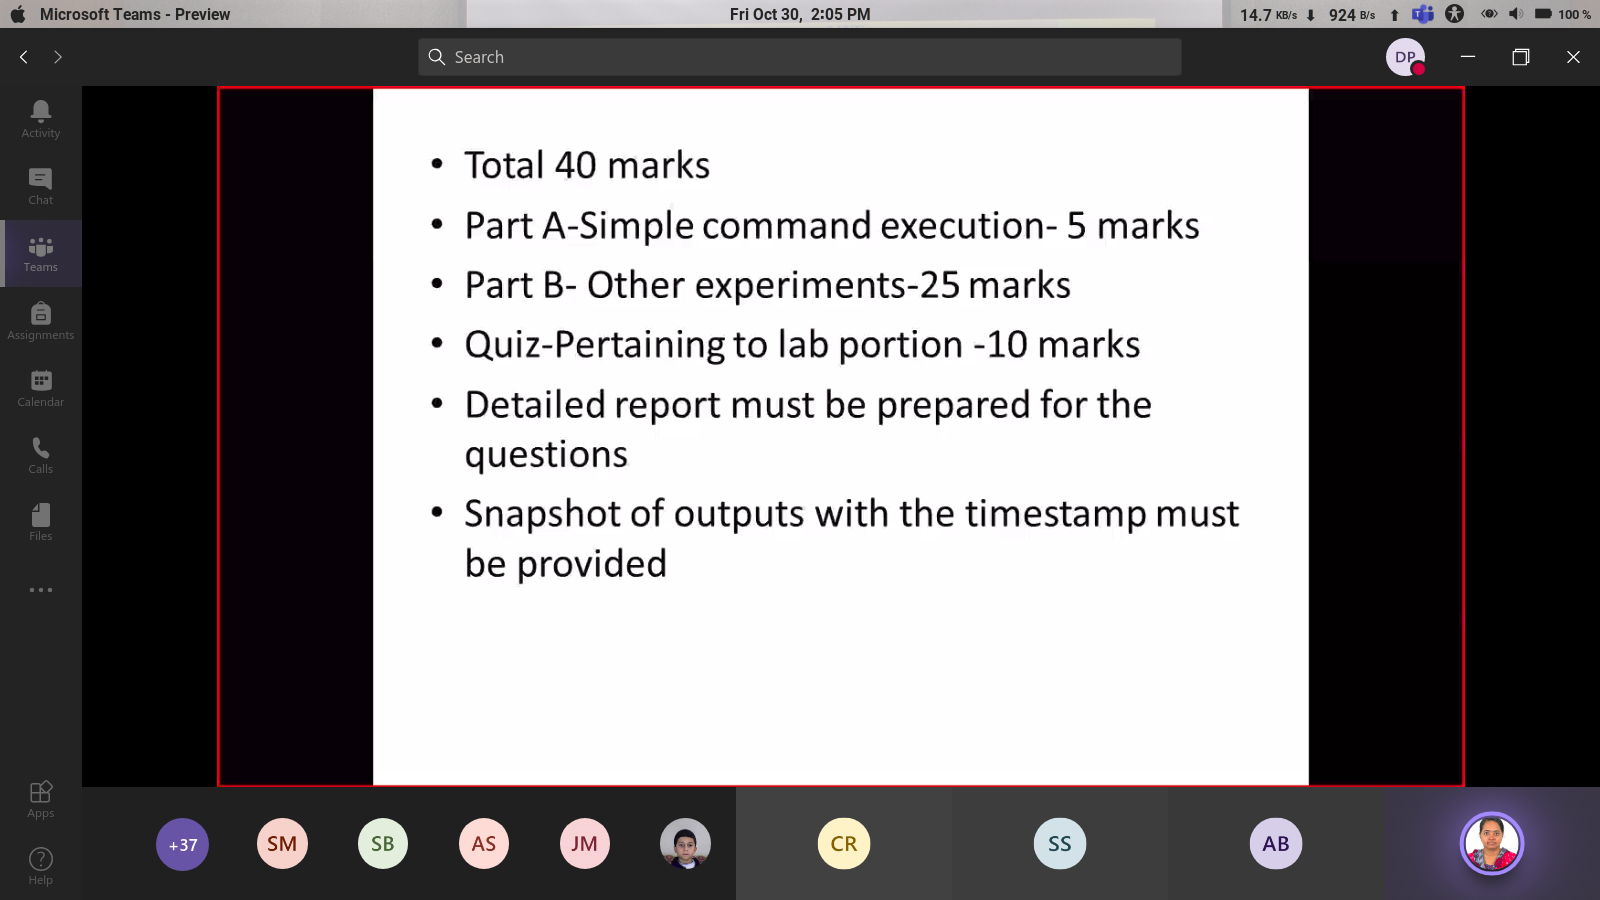 Microsoft Teams - Preview
Fri Oct 30, 2:05 PM
14.7 KB/s
924 B/s
100 %
Search
DP
Activity
Chat
Teams
Assignments
Calendar
Calls
Files
Apps
Help
• Total 40 marks
• Part A-Simple command execution- 5 marks
• Part B- Other experiments-25 marks
• Quiz-Pertaining to lab portion -10 marks
• Detailed report must be prepared for the
questions
• Snapshot of outputs with the timestamp must
be provided
+37
SM
SB
AS
JM
CR
SS
AB